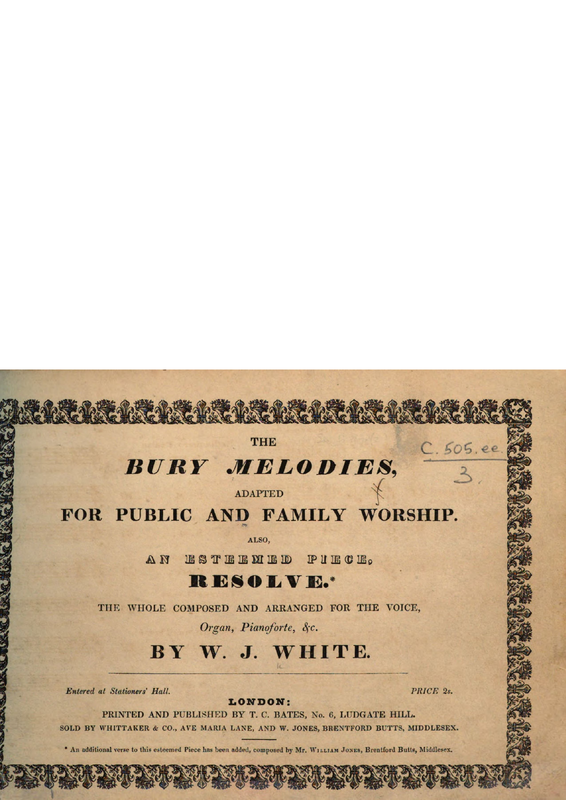 THE
BURY MELODIES,
ADAPTED
FOR PUBLIC AND FAMILY WORSHIP.
ALSO,
AN ESTEEMED PIECE,
RESOLVE.*
THE WHOLE COMPOSED AND ARRANGED FOR THE VOICE,
Organ, Pianoforte, &c.
BY W. J. WHITE.
Entered at Stationers' Hall. PRICE 2s.
LONDON:
PRINTED AND PUBLISHED BY T. C. BATES, No. 6, LUDGATE HILL.
SOLD BY WHITTAKER & CO., AVE MARIA LANE, AND W. JONES, BRENTFORD BUTTS, MIDDLESEX.
* An additional verse to this esteemed Piece has been added, composed by Mr. WILLIAM JONES, Brentford Butts, Middlesex.
C. 505. ee.
3.